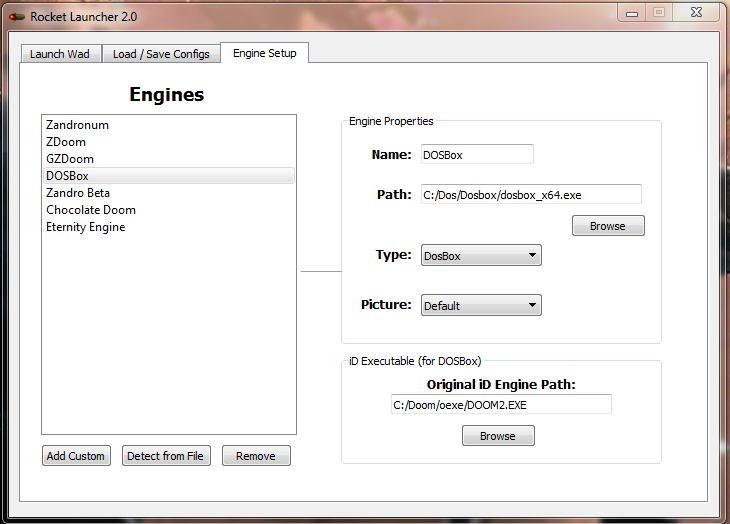 Rocket Launcher 2.0
Launch Wad
Load / Save Configs
Engine Setup
Engines
Zandronum
ZDoom
GZDoom
DOSBox
Zandro Beta
Chocolate Doom
Eternity Engine
Add Custom
Detect from File
Remove
Engine Properties
Name: DOSBox
Path: C:/Dos/Dosbox/dosbox_x64.exe
Browse
Type: DosBox
Picture: Default
iD Executable (for DOSBox)
Original iD Engine Path:
C:/Doom/oexe/DOOM2.EXE
Browse